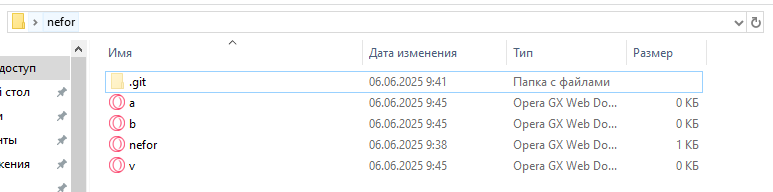 nefor
Имя Дата изменения Тип Размер
доступ
.git 06.06.2025 9:41 Папка с файлами
й стол
a 06.06.2025 9:45 Opera GX Web Do... 0 КБ
и
b 06.06.2025 9:45 Opera GX Web Do... 0 КБ
нты
nefor 06.06.2025 9:38 Opera GX Web Do... 1 КБ
жения
v 06.06.2025 9:45 Opera GX Web Do... 0 КБ